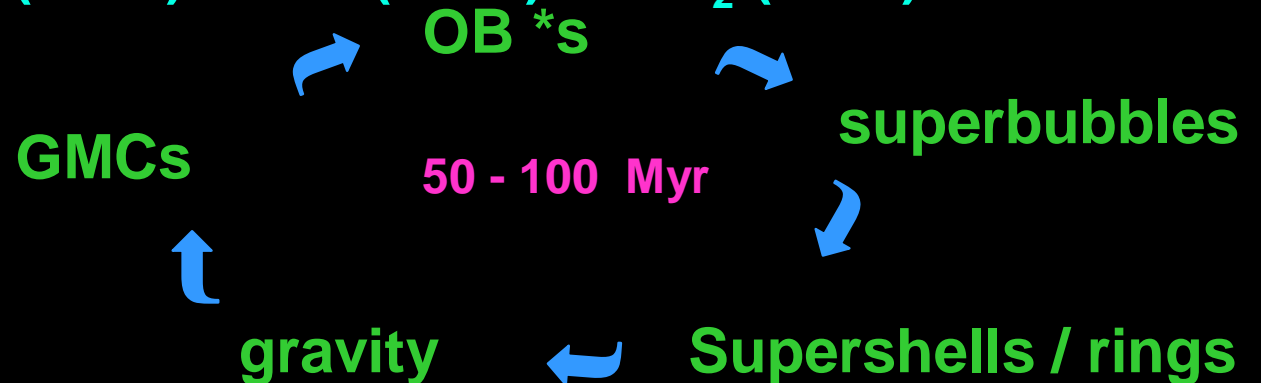 OB *s
superbubbles
GMCs
50 - 100 Myr
gravity
Supershells / rings